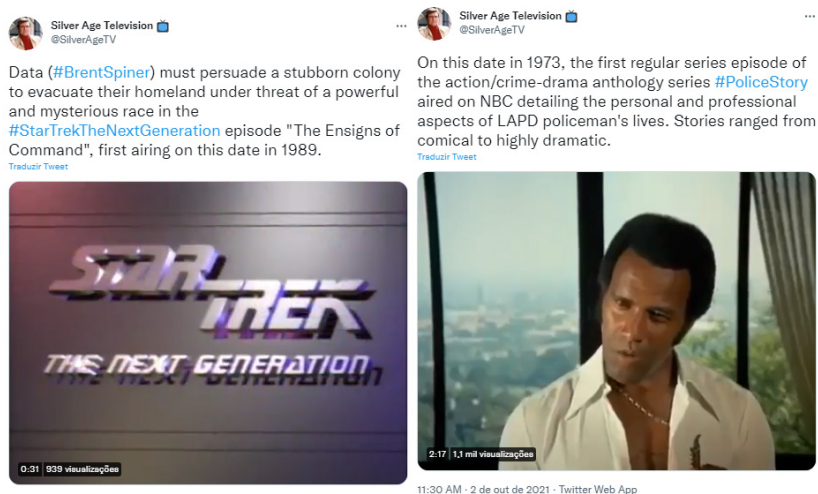 Silver Age Television
@SilverAgeTV
Data (#BrentSpiner) must persuade a stubborn colony
to evacuate their homeland under threat of a powerful
and mysterious race in the
#StarTrekTheNextGeneration episode "The Ensigns of
Command", first airing on this date in 1989.
Traduzir Tweet
STAR
TREK
THE NEXT GENERATION
0:31 939 visualizações
Silver Age Television
@SilverAgeTV
On this date in 1973, the first regular series episode of
the action/crime-drama anthology series #PoliceStory
aired on NBC detailing the personal and professional
aspects of LAPD policeman's lives. Stories ranged from
comical to highly dramatic.
Traduzir Tweet
2:17 1,1 mil visualizações
11:30 AM · 2 de out de 2021 · Twitter Web App